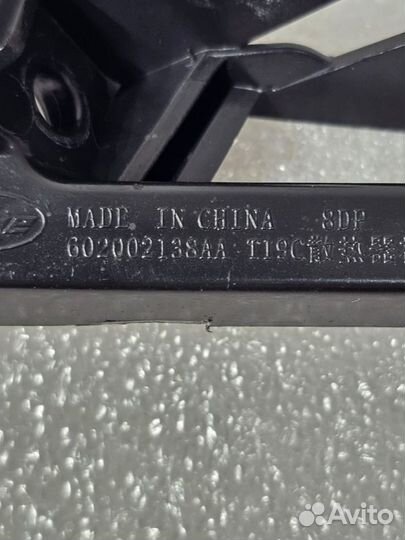 MADE IN CHINA 8DP
602002138AA T19C散热器
Avito